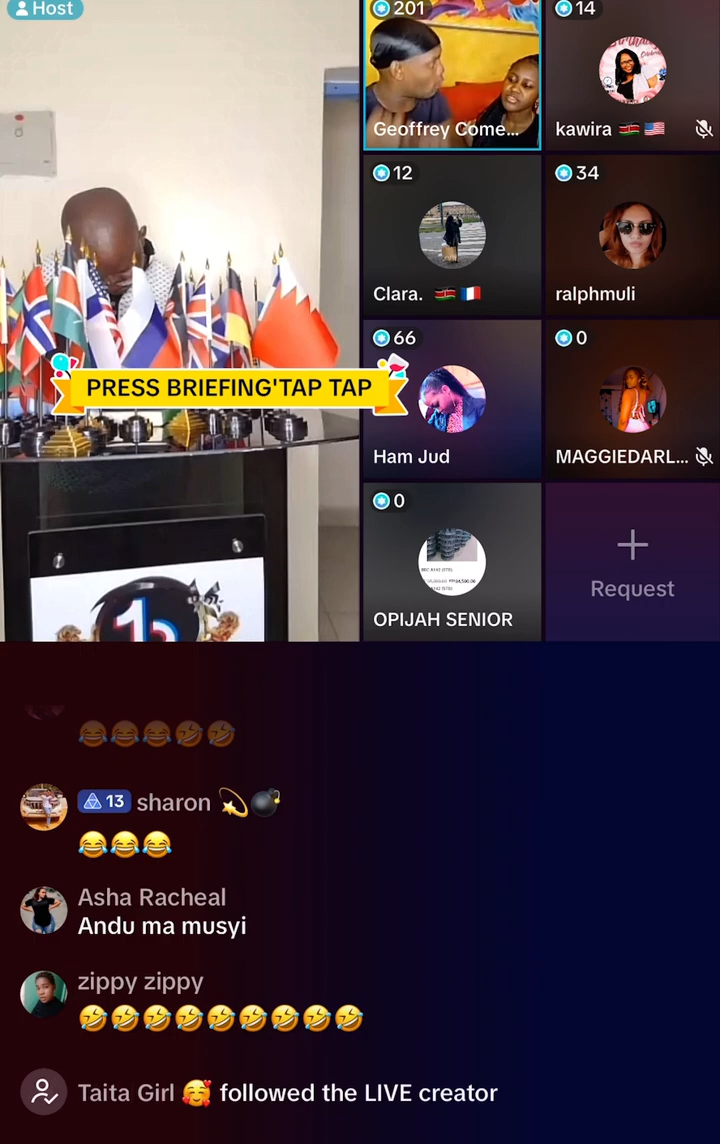 Host
201
Geoffrey Come...
14
kawira 🇰🇪 🇺🇸
12
Clara. 🇰🇪 🇫🇷
34
ralphmuli
PRESS BRIEFING'TAP TAP
66
Ham Jud
0
MAGGIEDARL...
0
OPIJAH SENIOR
+
Request
😂😂😂🤣🤣
13 sharon 💫💣
😂😂😂
Asha Racheal
Andu ma musyi
zippy zippy
🤣🤣🤣🤣🤣🤣🤣🤣🤣
Taita Girl 🥰 followed the LIVE creator